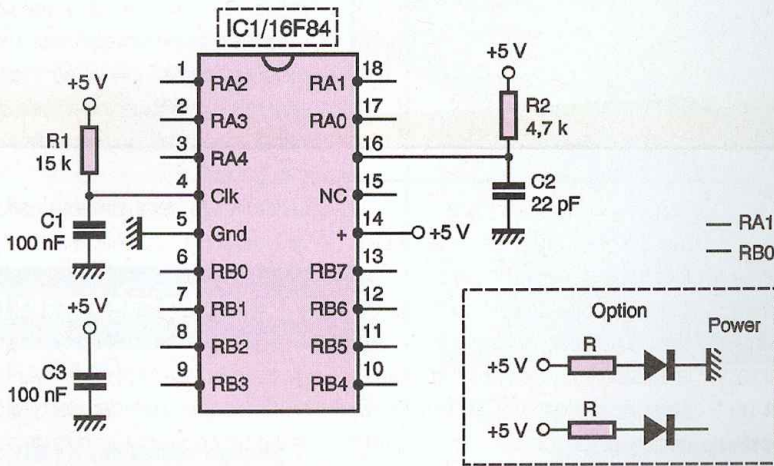 IC1/16F84
+5 V
R1
15 k
C1
100 nF
+5 V
C3
100 nF
1 RA2
2 RA3
3 RA4
4 Clk
5 Gnd
6 RB0
7 RB1
8 RB2
9 RB3
RA1 18
RA0 17
16
NC 15
+ 14
RB7 13
RB6 12
RB5 11
RB4 10
+5 V
+5 V
R2
4,7 k
C2
22 pF
RA1
RB0
Option
Power
+5 V R
+5 V R